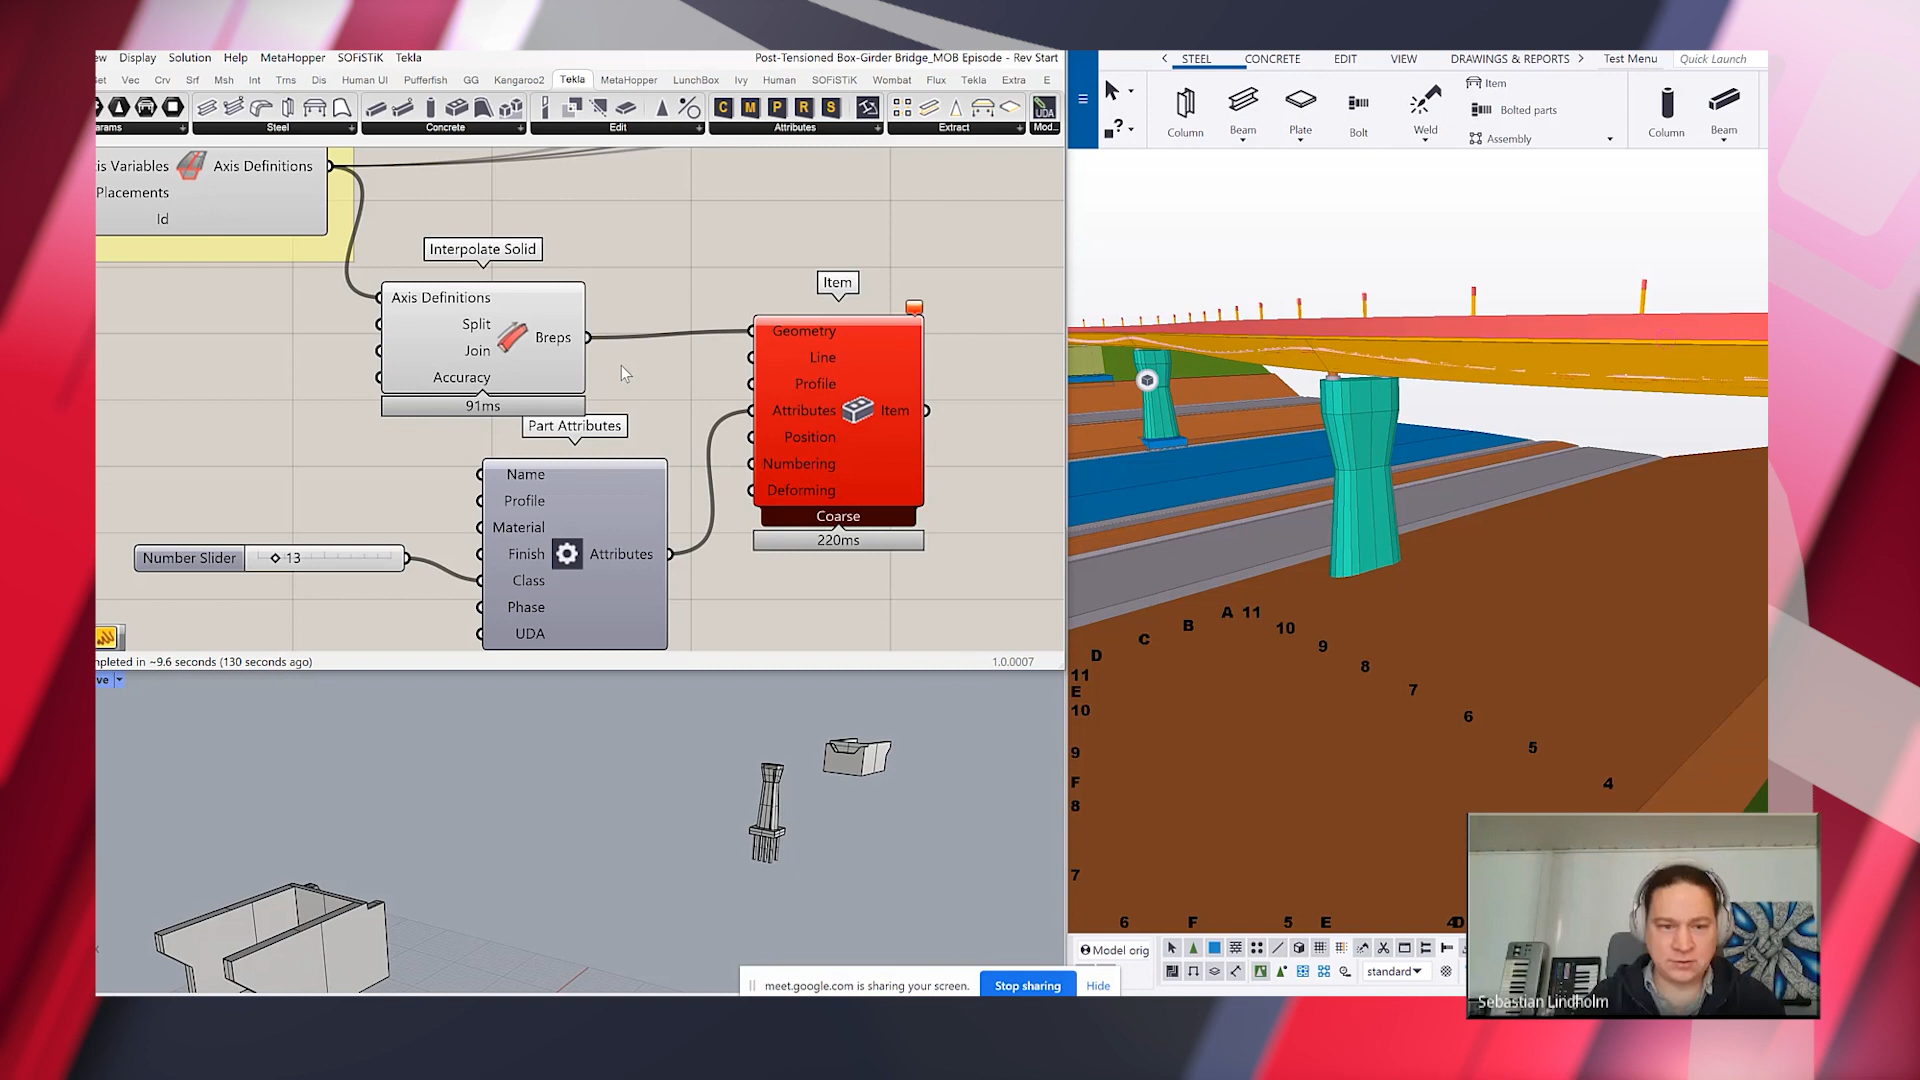 ew Display Solution Help MetaHopper SOFiSTiK Tekla
Post-Tensioned Box-Girder Bridge_MOB Episode - Rev Start
et Vec Crv Srf Msh Int Trns Dis Human UI Pufferfish GG Kangaroo2 Tekla MetaHopper LunchBox Ivy Human SOFiSTiK Wombat Flux Tekla Extra E
C M P R S UDA
arams Steel Concrete Edit Attributes Extract Mod...
is Variables Axis Definitions
Placements
Id
Interpolate Solid
Axis Definitions
Split
Join
Accuracy
Breps
91ms
Part Attributes
Name
Profile
Material
Finish
Class
Phase
UDA
Attributes
Number Slider 13
Item
Geometry
Line
Profile
Attributes
Position
Numbering
Deforming
Item
Coarse
220ms
mpleted in ~9.6 seconds (130 seconds ago)
1.0.0007
ve
STEEL CONCRETE EDIT VIEW DRAWINGS & REPORTS Test Menu Quick Launch
Column Beam Plate Bolt Weld
Item
Bolted parts
Assembly
Column Beam
D C B A 11 10 9 8 7 6 5 4
11
E
10
9
F
8
7
6 F 5 E 4 D
Model orig
standard
meet.google.com is sharing your screen. Stop sharing Hide
Sebastian Lindholm